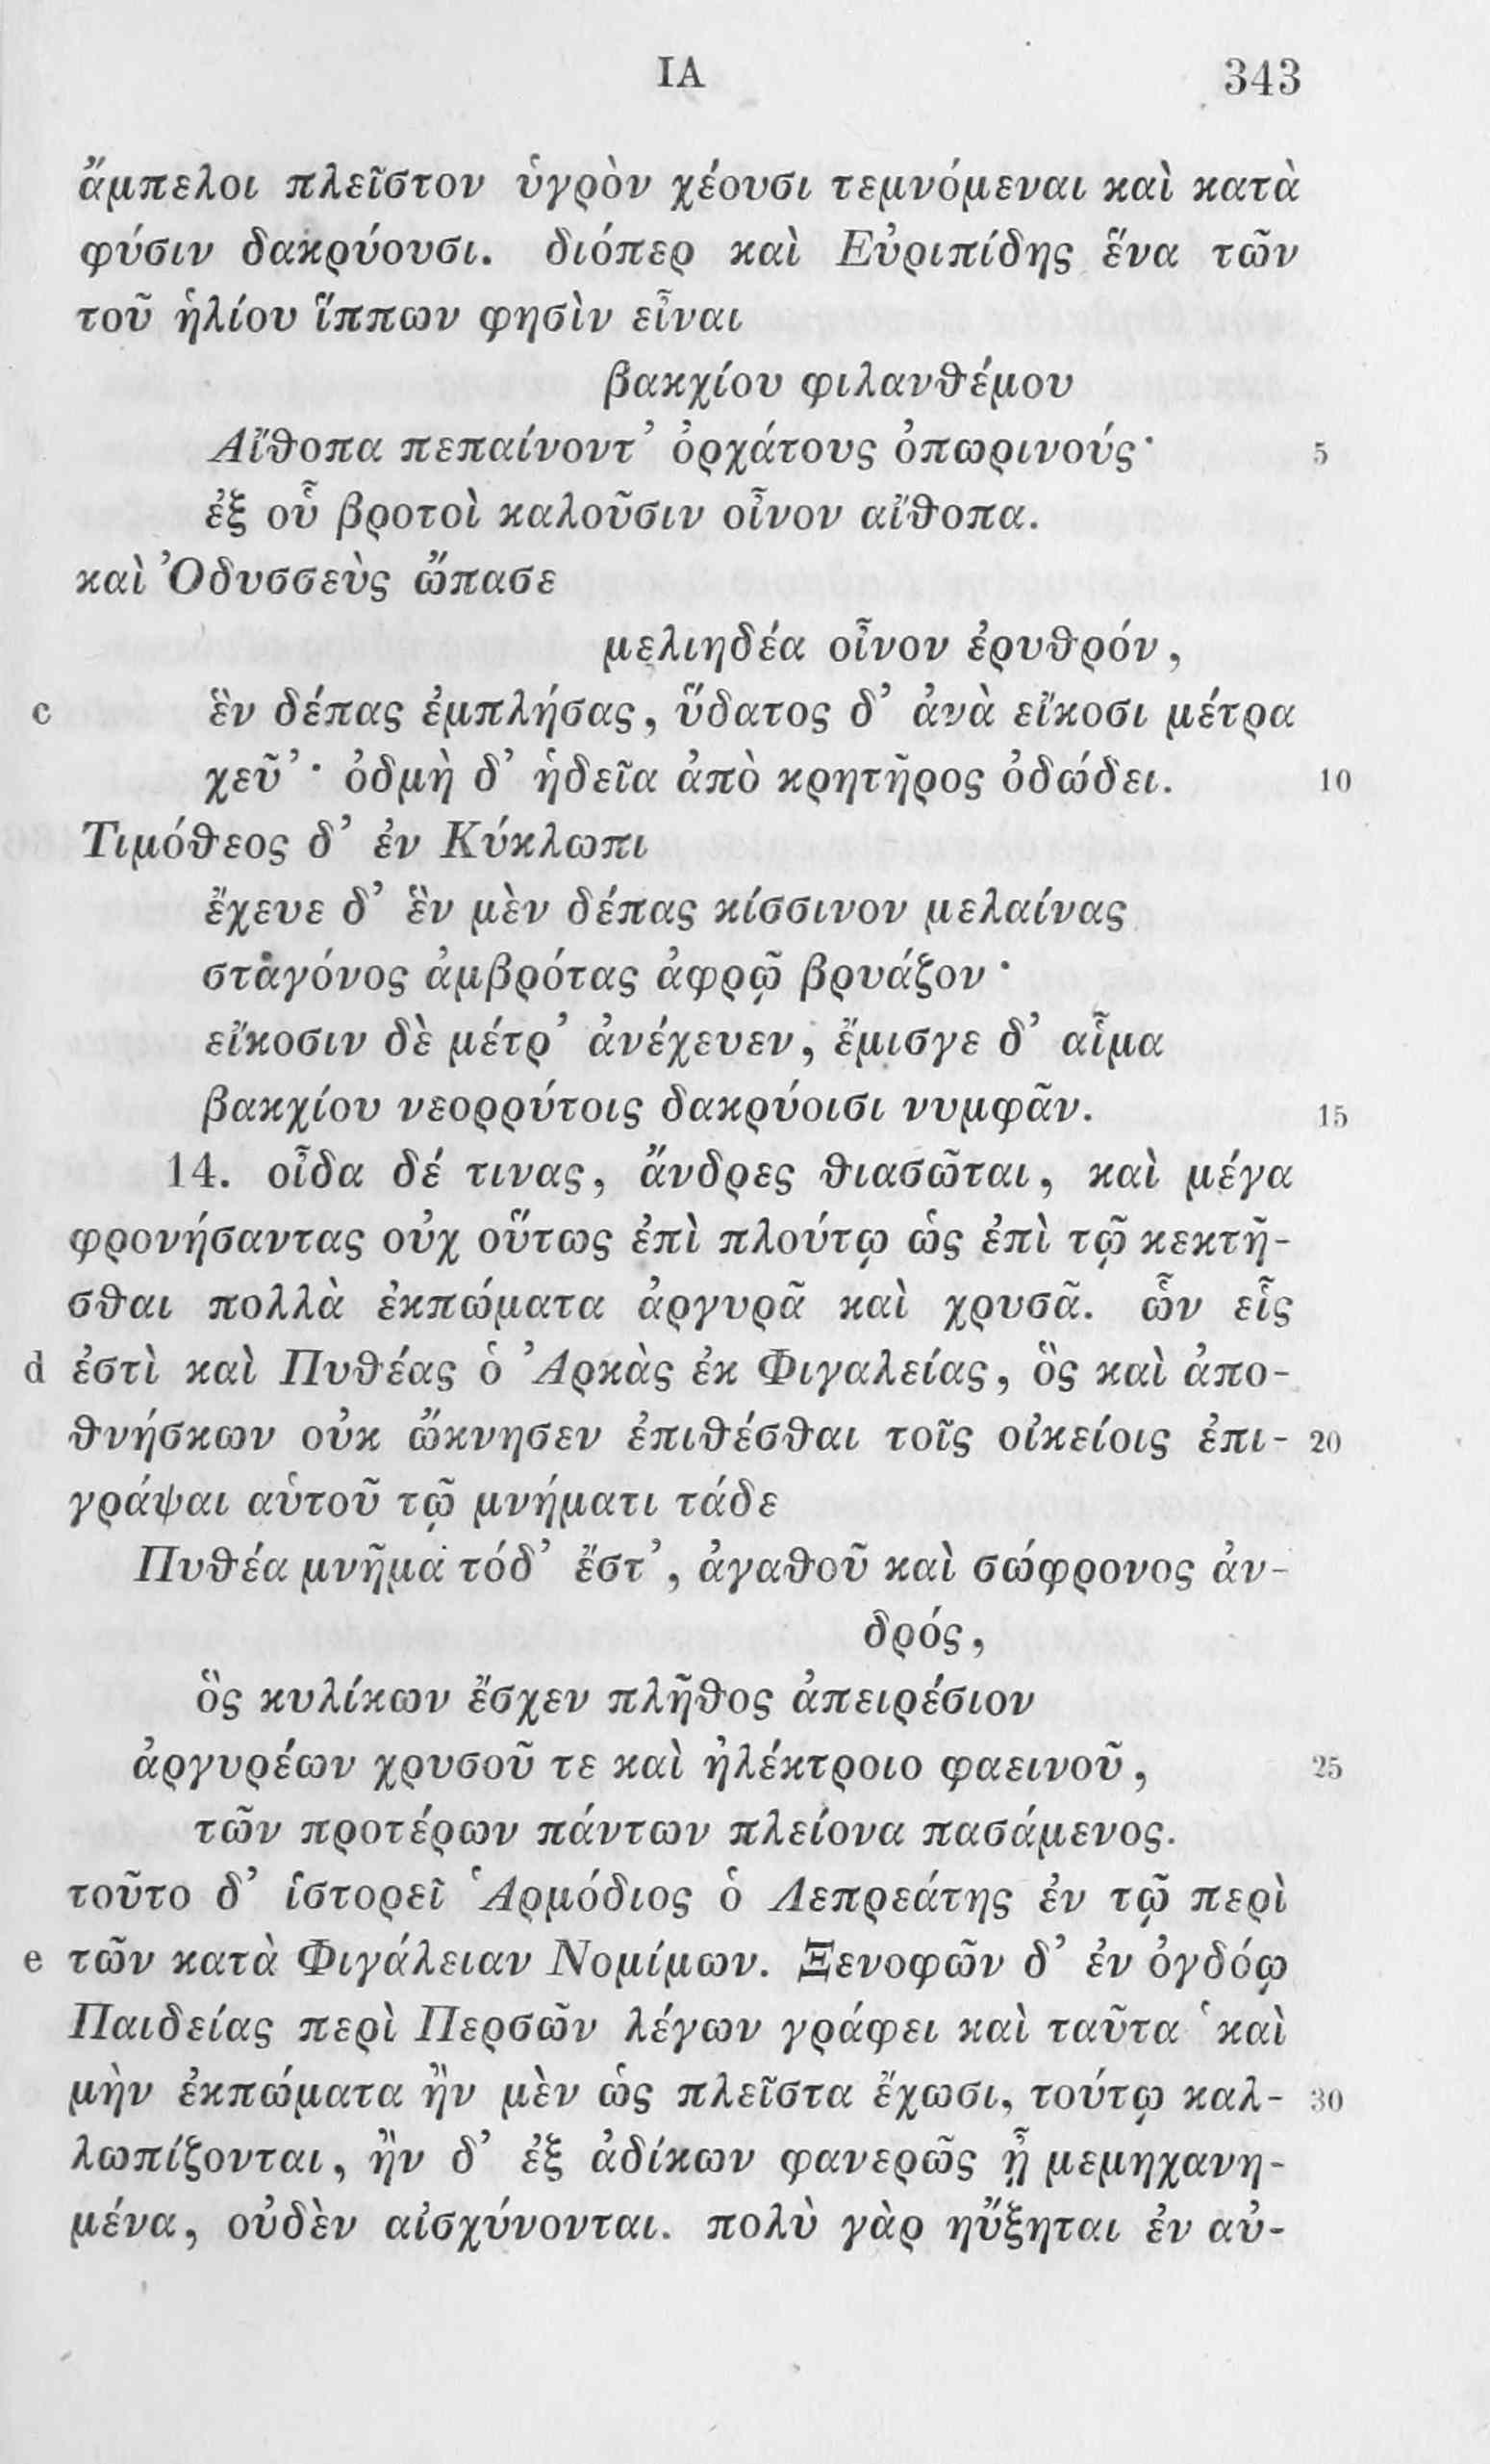 ΙΑ 343
ἄμπελοι πλεῖστον ὑγρὸν χέουσι τεμνόμεναι καὶ κατὰ
φύσιν δακρύουσι. διόπερ καὶ Εὐριπίδης ἕνα τῶν
τοῦ ἡλίου ἵππων φησὶν εἶναι
βακχίου φιλανθέμου
Αἴθοπα πεπαίνοντ’ ὀρχάτους ὀπωρινούς· 5
ἐξ οὗ βροτοὶ καλοῦσιν οἶνον αἴθοπα.
καὶ Ὀδυσσεὺς ὤπασε
μελιηδέα οἶνον ἐρυθρόν,
c ἓν δέπας ἐμπλήσας, ὕδατος δ’ ἀνὰ εἴκοσι μέτρα
χεῦ’· ὀδμὴ δ’ ἡδεῖα ἀπὸ κρητῆρος ὀδώδει. 10
Τιμόθεος δ’ ἐν Κύκλωπι
ἔχευε δ’ ἓν μὲν δέπας κίσσινον μελαίνας
σταγόνος ἀμβρότας ἀφρῷ βρυάζον·
εἴκοσιν δὲ μέτρ’ ἀνέχευεν, ἔμισγε δ’ αἷμα
βακχίου νεορρύτοις δακρύοισι νυμφᾶν. 15
14. οἶδα δέ τινας, ἄνδρες θιασῶται, καὶ μέγα
φρονήσαντας οὐχ οὕτως ἐπὶ πλούτῳ ὡς ἐπὶ τῷ κεκτῆ-
σθαι πολλὰ ἐκπώματα ἀργυρᾶ καὶ χρυσᾶ. ὧν εἷς
d ἐστὶ καὶ Πυθέας ὁ Ἀρκὰς ἐκ Φιγαλείας, ὃς καὶ ἀπο-
θνήσκων οὐκ ὤκνησεν ἐπιθέσθαι τοῖς οἰκείοις ἐπι- 20
γράψαι αὑτοῦ τῷ μνήματι τάδε
Πυθέα μνῆμα τόδ’ ἔστ’, ἀγαθοῦ καὶ σώφρονος ἀν-
δρός,
ὃς κυλίκων ἔσχεν πλῆθος ἀπειρέσιον
ἀργυρέων χρυσοῦ τε καὶ ἠλέκτροιο φαεινοῦ, 25
τῶν προτέρων πάντων πλείονα πασάμενος.
τοῦτο δ’ ἱστορεῖ Ἁρμόδιος ὁ Λεπρεάτης ἐν τῷ περὶ
e τῶν κατὰ Φιγάλειαν Νομίμων. Ξενοφῶν δ’ ἐν ὀγδόῳ
Παιδείας περὶ Περσῶν λέγων γράφει καὶ ταῦτα ‘καὶ
μὴν ἐκπώματα ἢν μὲν ὡς πλεῖστα ἔχωσι, τούτῳ καλ- 30
λωπίζονται, ἢν δ’ ἐξ ἀδίκων φανερῶς ᾖ μεμηχανη-
μένα, οὐδὲν αἰσχύνονται. πολὺ γὰρ ηὔξηται ἐν αὐ-